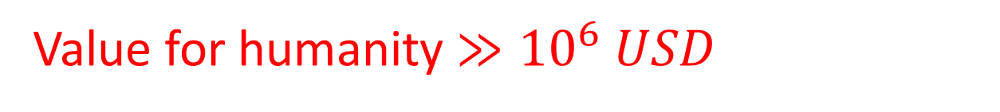 Value for humanity ≫ 10⁶ USD